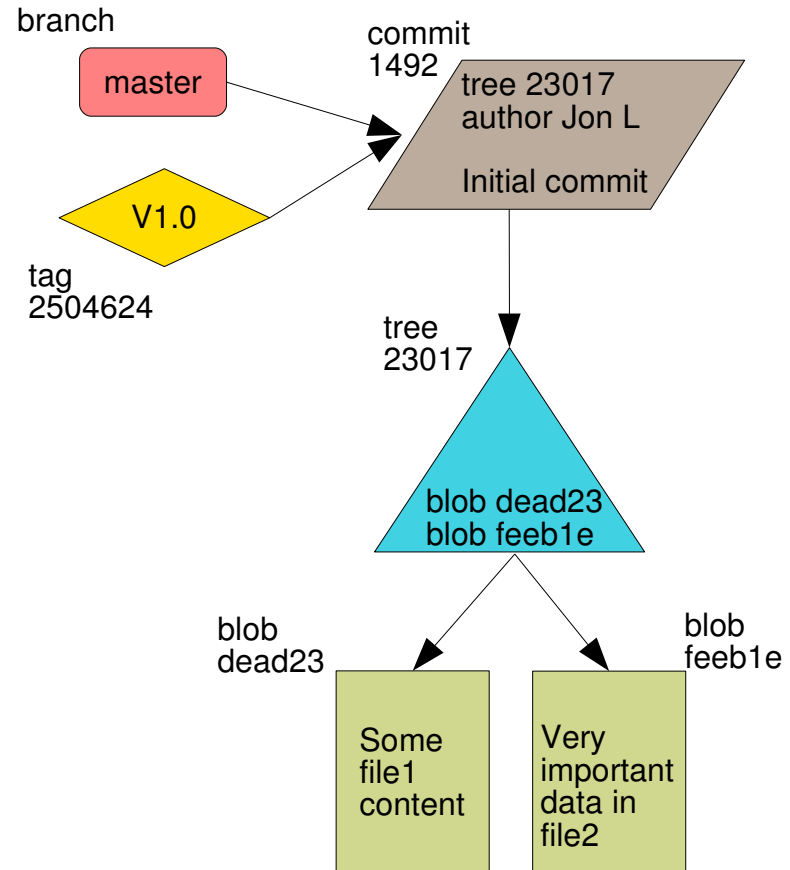 branch
master
commit
1492
tree 23017
author Jon L
Initial commit
V1.0
tag
2504624
tree
23017
blob dead23
blob feeb1e
blob
dead23
blob
feeb1e
Some
file1
content
Very
important
data in
file2